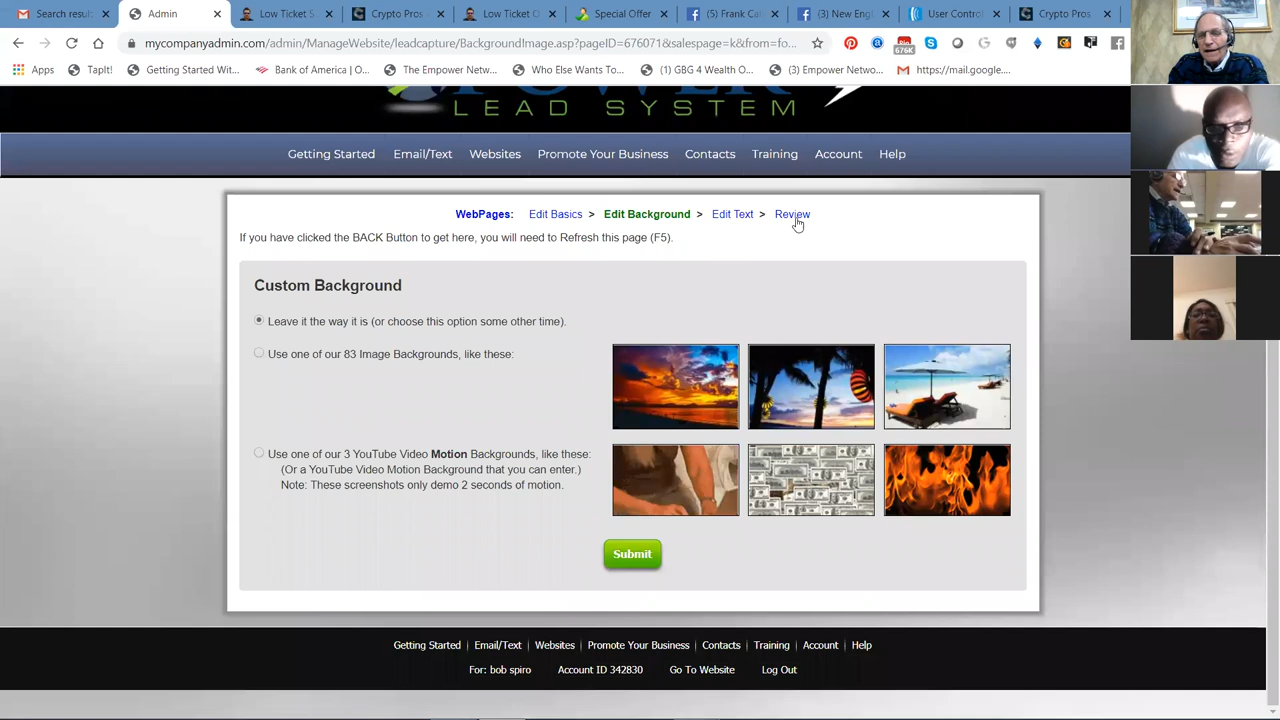 Search result
Admin
Low Ticket S
Crypto Pros
Low Ticket O
Special Offer
(5) Frank Cal
(3) New Engl
User Control
Crypto Pros
mycompanyadmin.com/admin/ManageWebsite/leadcapture/BackgroundImage.asp?pageID=676071&salespage=k&from=fo...
676K
Apps
TapIt!
Getting Started Wit...
Bank of America | O...
The Empower Netw...
Who Else Wants To...
(1) GBG 4 Wealth O...
(3) Empower Netwo...
https://mail.google....
POWER
LEAD SYSTEM
Getting Started
Email/Text
Websites
Promote Your Business
Contacts
Training
Account
Help
WebPages: Edit Basics > Edit Background > Edit Text > Review
If you have clicked the BACK Button to get here, you will need to Refresh this page (F5).
Custom Background
Leave it the way it is (or choose this option some other time).
Use one of our 83 Image Backgrounds, like these:
Use one of our 3 YouTube Video Motion Backgrounds, like these:
(Or a YouTube Video Motion Background that you can enter.)
Note: These screenshots only demo 2 seconds of motion.
Submit
Getting Started
Email/Text
Websites
Promote Your Business
Contacts
Training
Account
Help
For: bob spiro
Account ID 342830
Go To Website
Log Out